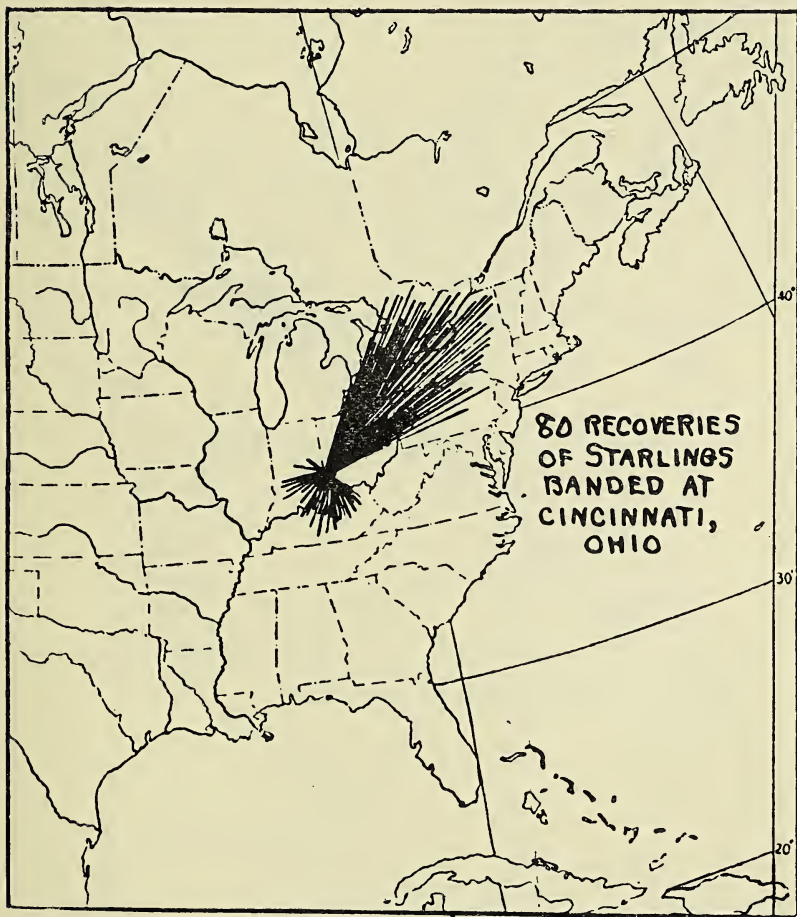 40°
80 RECOVERIES
OF STARLINGS
BANDED AT
CINCINNATI,
OHIO
30°
20°